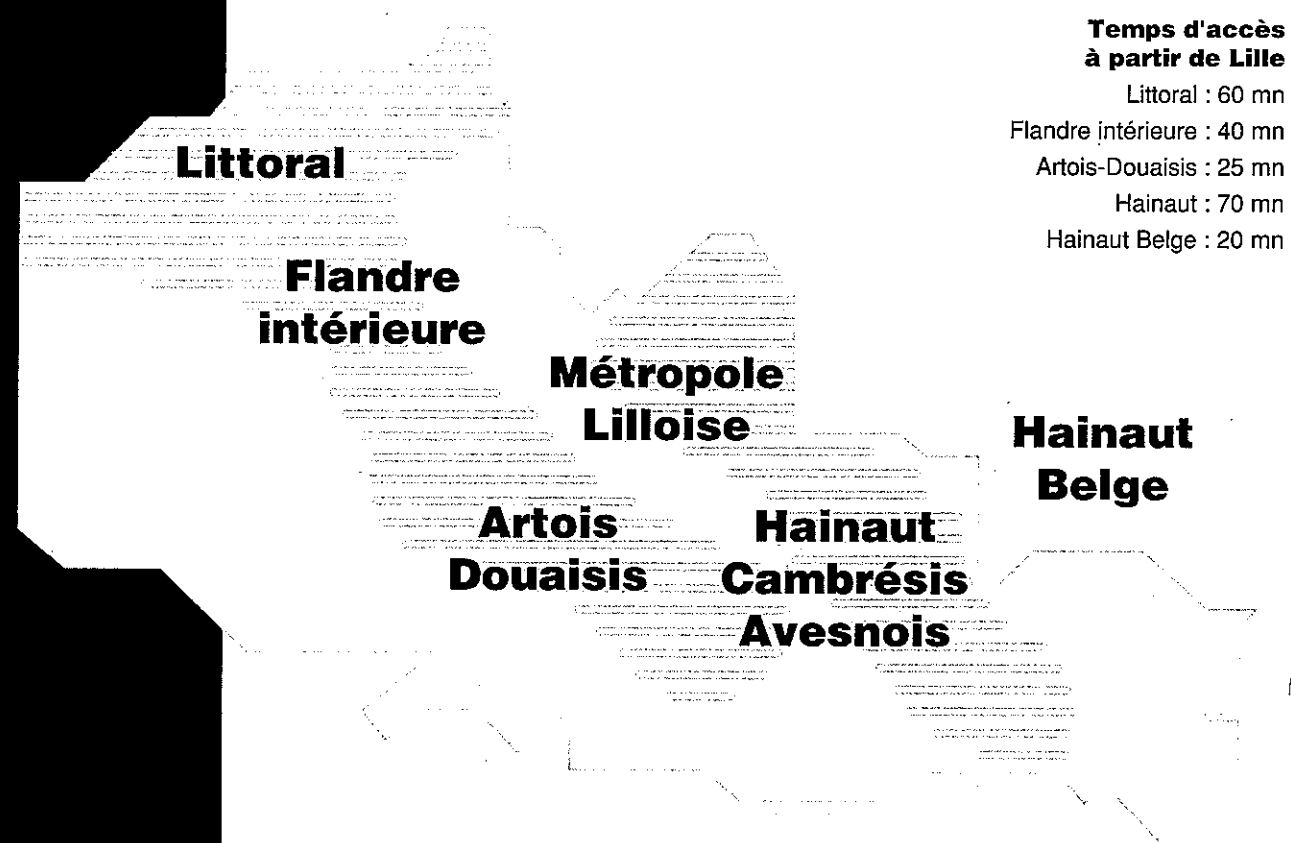 Temps d'accès
à partir de Lille
Littoral : 60 mn
Flandre intérieure : 40 mn
Artois-Douaisis : 25 mn
Hainaut : 70 mn
Hainaut Belge : 20 mn
Littoral
Flandre
intérieure
Métropole
Lilloise
Hainaut
Belge
Artois
Douaisis
Hainaut
Cambrésis
Avesnois